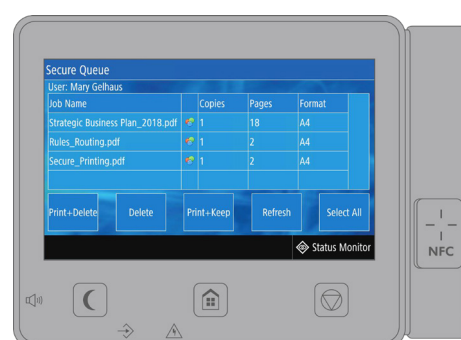 Secure Queue
User: Mary Gelhaus
Job Name Copies Pages Format
Strategic Business Plan_2018.pdf 1 18 A4
Rules_Routing.pdf 1 2 A4
Secure_Printing.pdf 1 2 A4
Print+Delete Delete Print+Keep Refresh Select All
Status Monitor
NFC